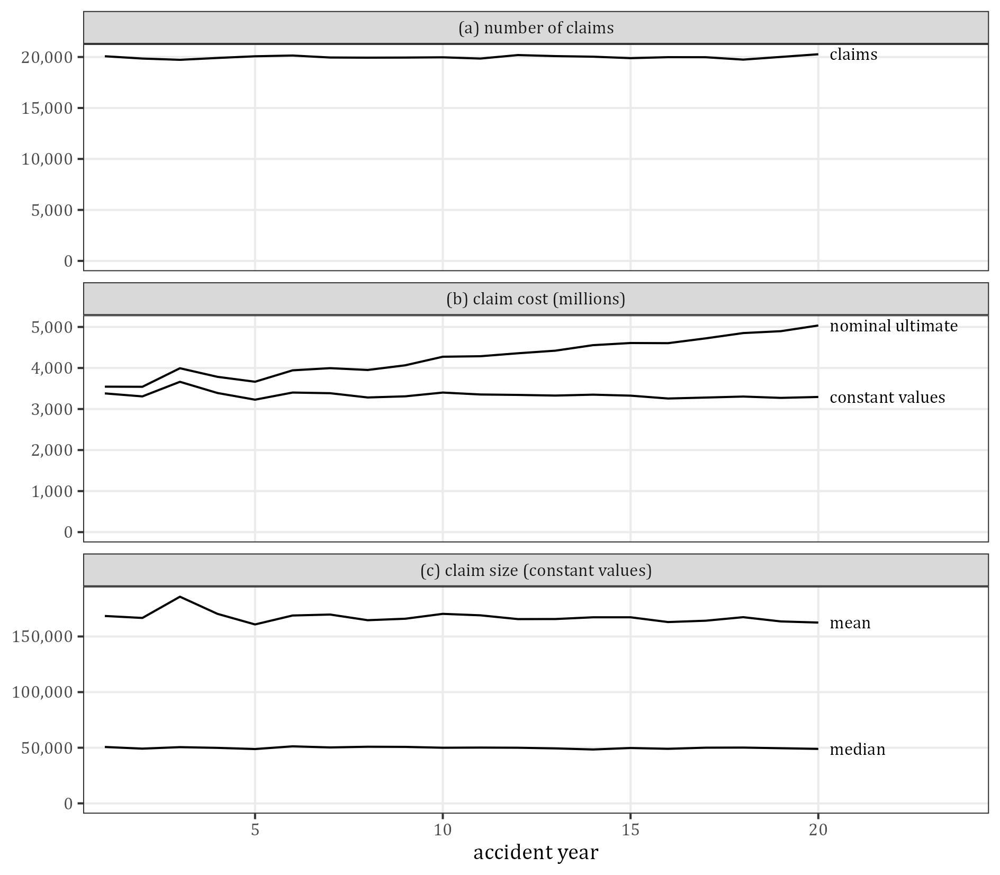 (a) number of claims
20,000
claims
15,000
10,000
5,000
0
(b) claim cost (millions)
5,000
nominal ultimate
4,000
constant values
3,000
2,000
1,000
0
(c) claim size (constant values)
mean
150,000
100,000
50,000
median
0
5 10 15 20
accident year